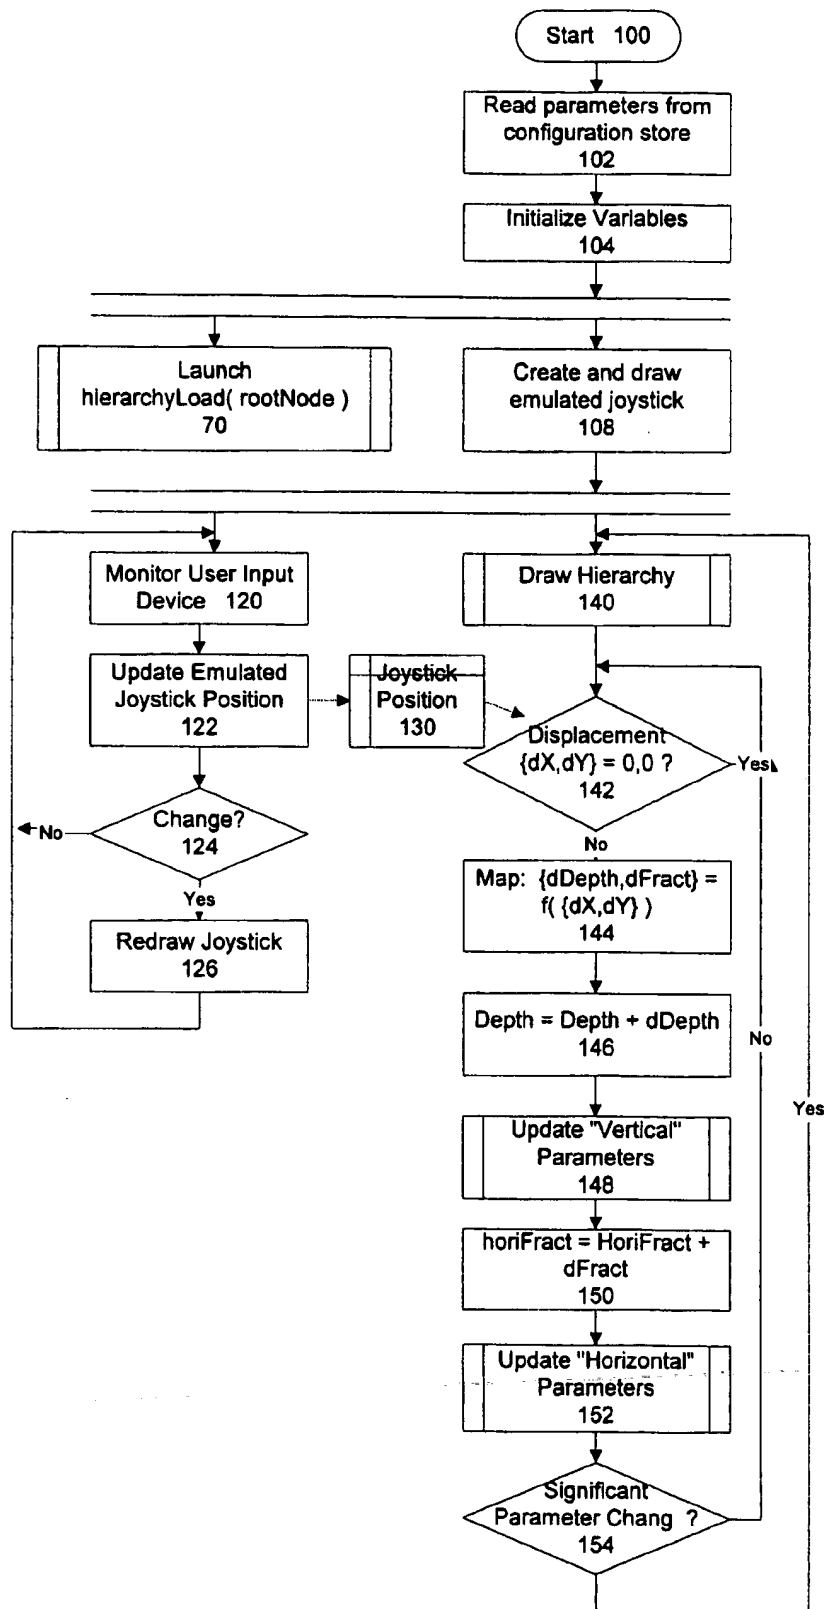 Start 100
Read parameters from
configuration store
102
Initialize Variables
104
Launch
hierarchyLoad( rootNode )
70
Create and draw
emulated joystick
108
Monitor User Input
Device 120
Draw Hierarchy
140
Update Emulated
Joystick Position
122
Joystick
Position
130
Displacement
{dX,dY} = 0,0 ?
142
Yes
Change?
124
No
Yes
No
Redraw Joystick
126
Map: {dDepth,dFract} =
f( {dX,dY} )
144
Depth = Depth + dDepth
146
No
Yes
Update "Vertical"
Parameters
148
horiFract = HoriFract +
dFract
150
Update "Horizontal"
Parameters
152
Significant
Parameter Chang ?
154